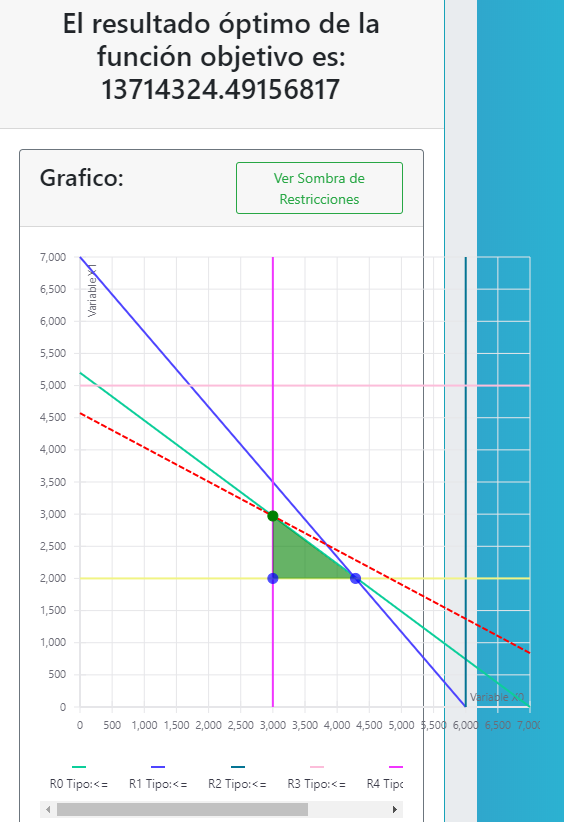 El resultado óptimo de la
función objetivo es:
13714324.49156817
Grafico:
Ver Sombra de
Restricciones
7,000
Variable X1
6,500
6,000
5,500
5,000
4,500
4,000
3,500
3,000
2,500
2,000
1,500
1,000
500
0
Variable X0
0 500 1,000 1,500 2,000 2,500 3,000 3,500 4,000 4,500 5,000 5,500 6,000 6,500 7,000
R0 Tipo:<= R1 Tipo:<= R2 Tipo:<= R3 Tipo:<= R4 Tipo